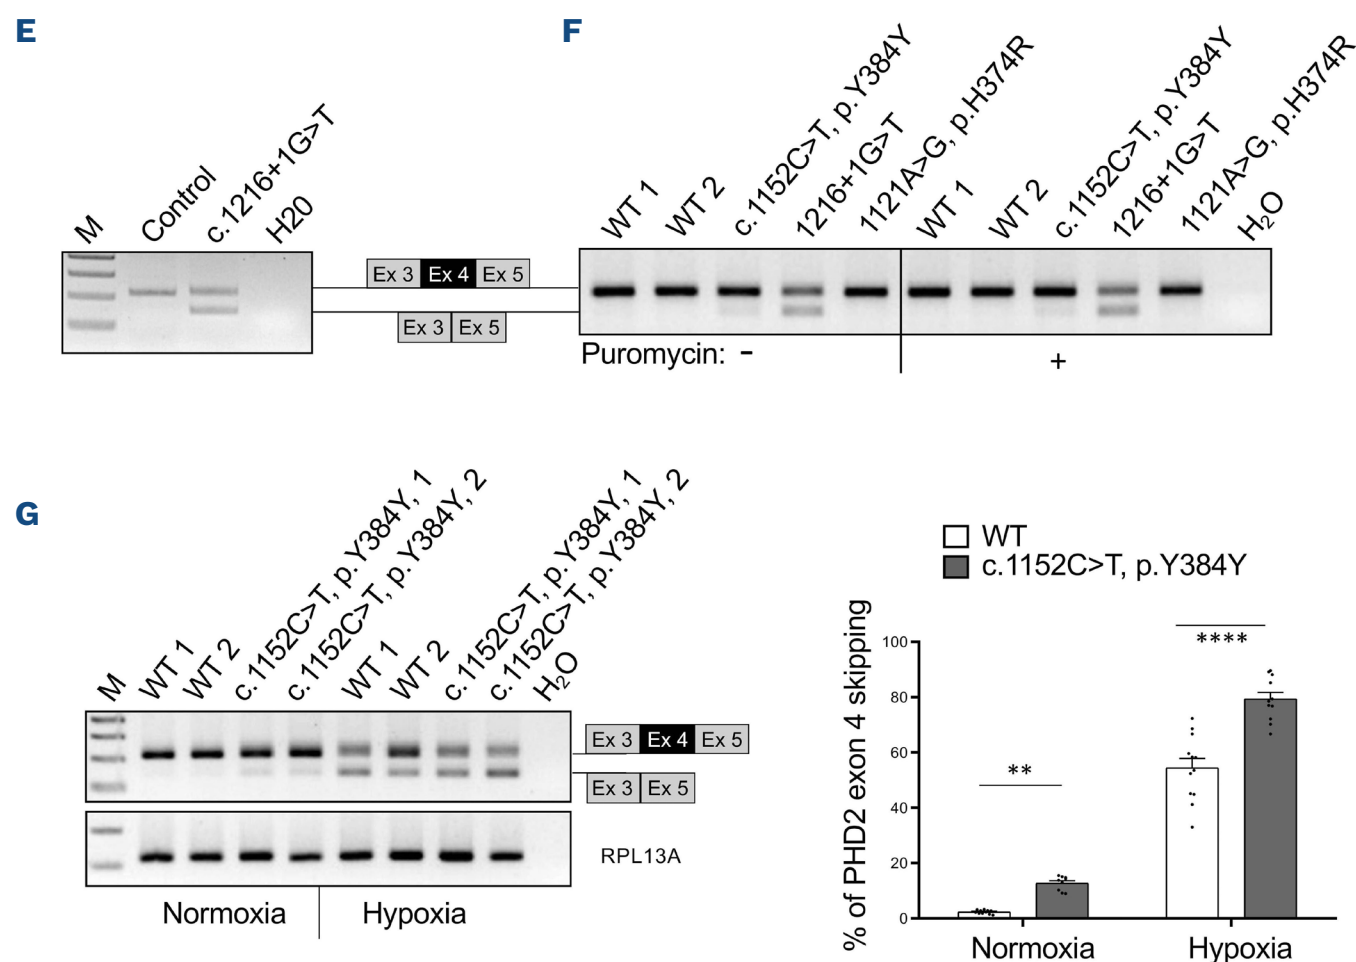 E
M
Control
c.1216+1G>T
H20
Ex 3 Ex 4 Ex 5
Ex 3 Ex 5
F
WT 1
WT 2
c.1152C>T, p.Y384Y
1216+1G>T
1121A>G, p.H374R
WT 1
WT 2
c.1152C>T, p.Y384Y
1216+1G>T
1121A>G, p.H374R
H₂O
Puromycin: - +
G
M
WT 1
WT 2
c.1152C>T, p.Y384Y, 1
c.1152C>T, p.Y384Y, 2
WT 1
WT 2
c.1152C>T, p.Y384Y, 1
c.1152C>T, p.Y384Y, 2
H₂O
Ex 3 Ex 4 Ex 5
Ex 3 Ex 5
RPL13A
Normoxia Hypoxia
WT
c.1152C>T, p.Y384Y
% of PHD2 exon 4 skipping
100
80
60
40
20
0
**
****
Normoxia Hypoxia